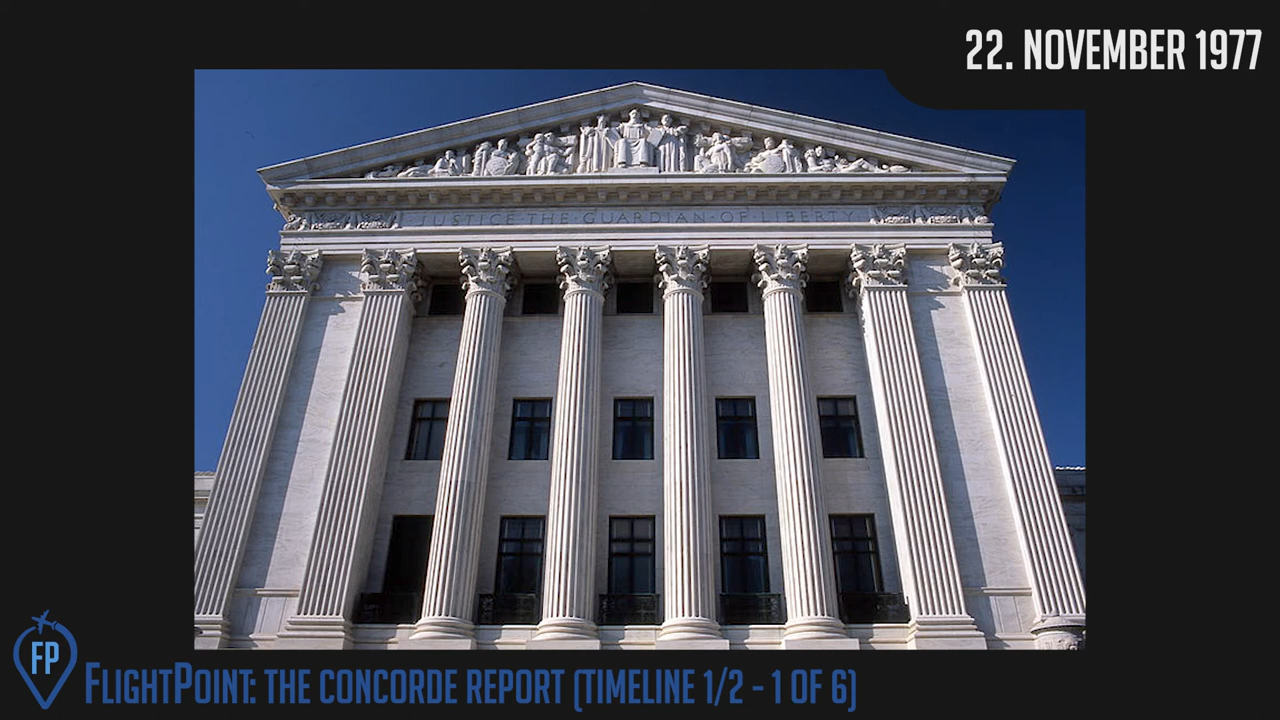 22. NOVEMBER 1977
JUSTICE·THE·GUARDIAN·OF·LIBERTY
FP
FLIGHTPOINT: THE CONCORDE REPORT (TIMELINE 1/2 - 1 OF 6)